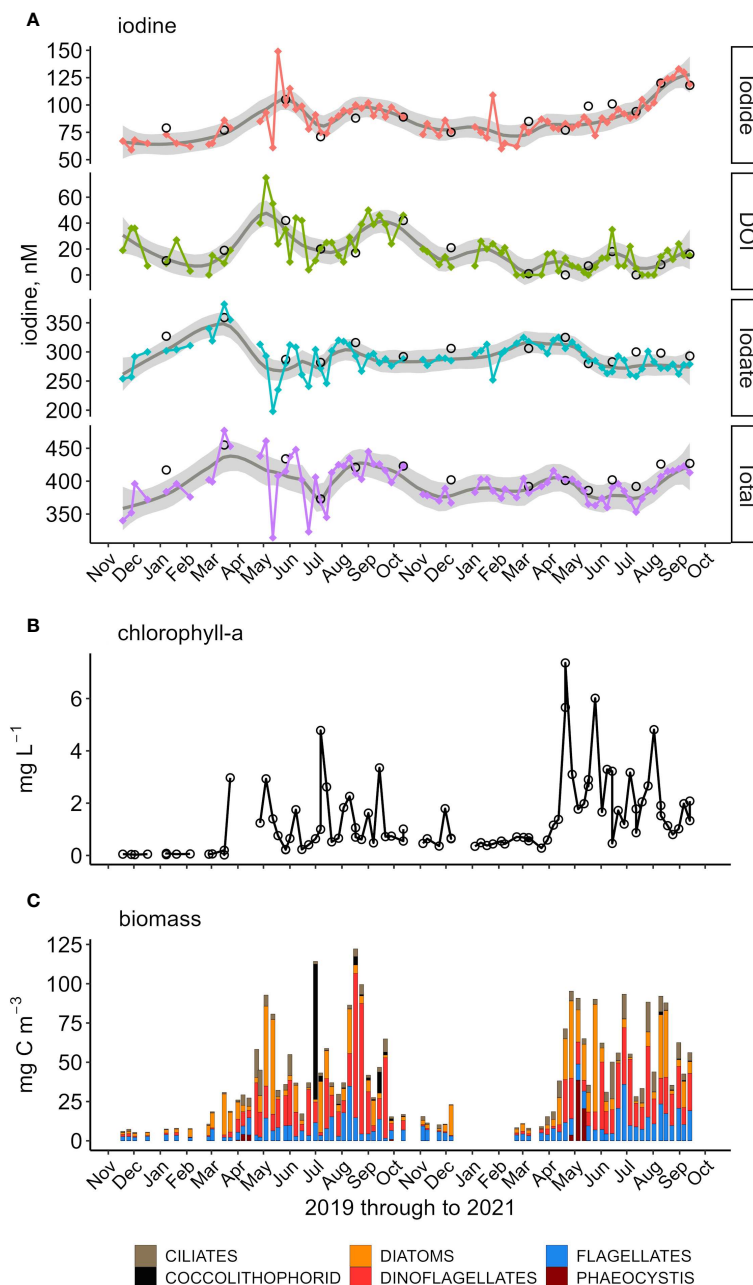 A
iodine
150
125
100
75
50
Iodide
60
40
20
0
DOI
iodine, nM
350
300
250
200
Iodate
450
400
350
Total
Nov Dec Jan Feb Mar Apr May Jun Jul Aug Sep Oct Nov Dec Jan Feb Mar Apr May Jun Jul Aug Sep Oct
B
chlorophyll-a
6
4
2
0
mg L⁻¹
C
biomass
125
100
75
50
25
0
mg C m⁻³
Nov Dec Jan Feb Mar Apr May Jun Jul Aug Sep Oct Nov Dec Jan Feb Mar Apr May Jun Jul Aug Sep Oct
2019 through to 2021
CILIATES DIATOMS FLAGELLATES
COCCOLITHOPHORID DINOFLAGELLATES PHAEOCYSTIS